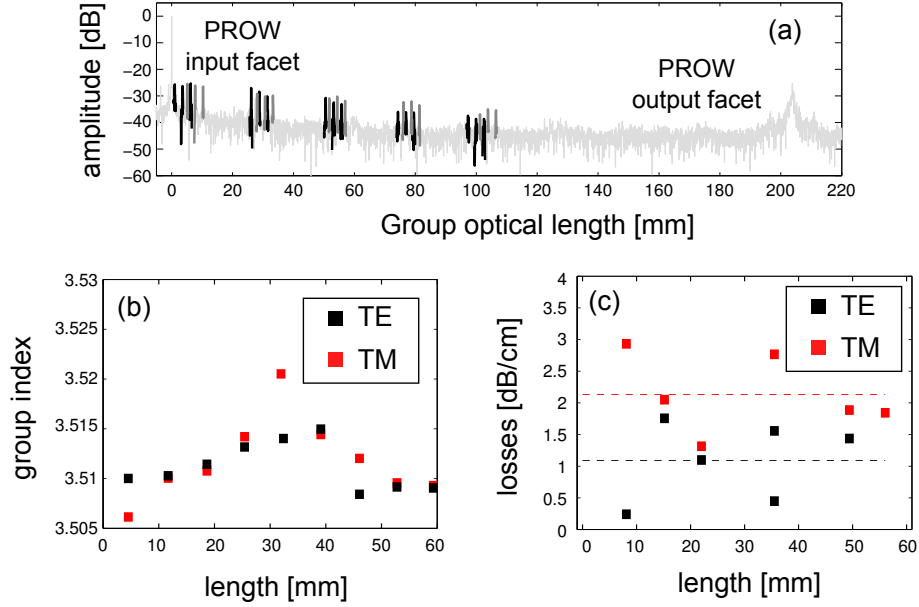 0
−10
−20
−30
−40
−50
−60
amplitude [dB]
PROW
input facet
PROW
output facet
(a)
0 20 40 60 80 100 120 140 160 180 200 220
Group optical length [mm]
(b)
3.53
3.525
3.52
3.515
3.51
3.505
group index
TE
TM
0 10 20 30 40 50 60
length [mm]
(c)
4
3.5
3
2.5
2
1.5
1
0.5
0
losses [dB/cm]
TE
TM
0 10 20 30 40 50 60
length [mm]